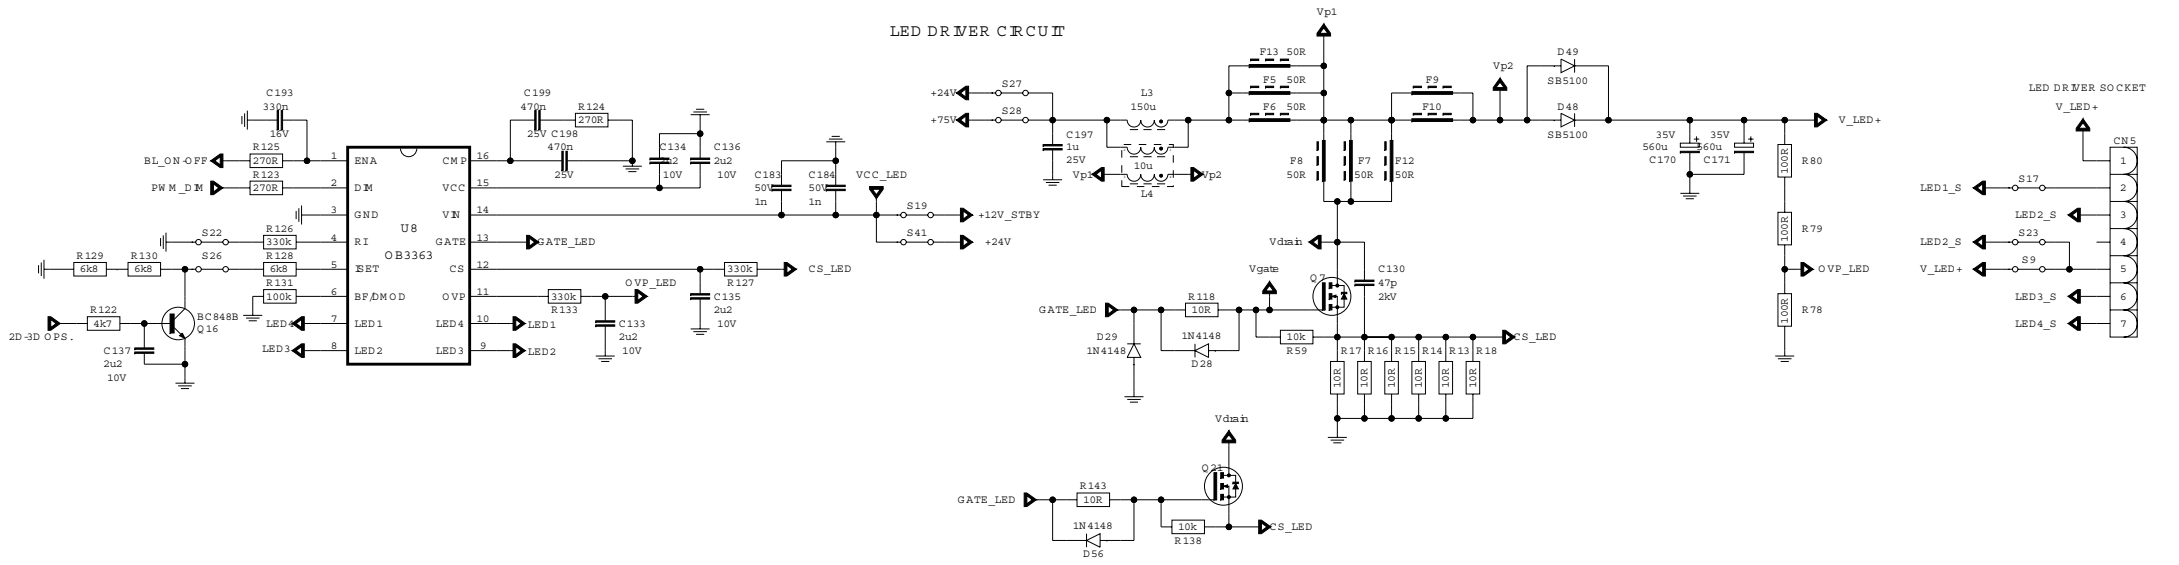 LED DRIVER CIRCUIT
C193
330n
16V
BL_ON-OFF
R125
270R
PWM_DIM
R123
270R
S22
R126
330k
R129
6k8
R130
6k8
S26
R128
6k8
R131
100k
R122
4k7
2D-3D OPS.
BC848B
Q16
C137
2u2
10V
LED4
LED3
1 ENA
2 DIM
3 GND
4 RI
5 ISET
6 BF/DMOD
7 LED1
8 LED2
U8
OB3363
CMP 16
VCC 15
VIN 14
GATE 13
CS 12
OVP 11
LED4 10
LED3 9
C199
470n
25V
R124
270R
C198
470n
25V
C134
2u2
10V
C136
2u2
10V
C183
50V
1n
C184
50V
1n
VCC_LED
S19
+12V_STBY
S41
+24V
GATE_LED
330k
R127
CS_LED
C135
2u2
10V
330k
R133
OVP_LED
C133
2u2
10V
LED1
LED2
+24V
S27
+75V
S28
C197
1u
25V
L3
150u
10u
L4
Vp1
Vp2
F13 50R
F5 50R
F6 50R
Vp1
F8
50R
F7
50R
F12
50R
F9
F10
Vp2
D49
SB5100
D48
SB5100
35V
560u
C170
35V
560u
C171
V_LED+
100R
R80
100R
R79
OVP_LED
100R
R78
Vdrain
Vgate
Q7
C130
47p
2kV
GATE_LED
R118
10R
D29
1N4148
1N4148
D28
10k
R59
CS_LED
R17
R16
R15
R14
R13
R18
10R
10R
10R
10R
10R
10R
Vdrain
Q21
GATE_LED
R143
10R
1N4148
D56
10k
R138
CS_LED
LED DRIVER SOCKET
V_LED+
CN5
1
LED1_S
S17
2
LED2_S
3
LED2_S
S23
4
V_LED+
S9
5
LED3_S
6
LED4_S
7